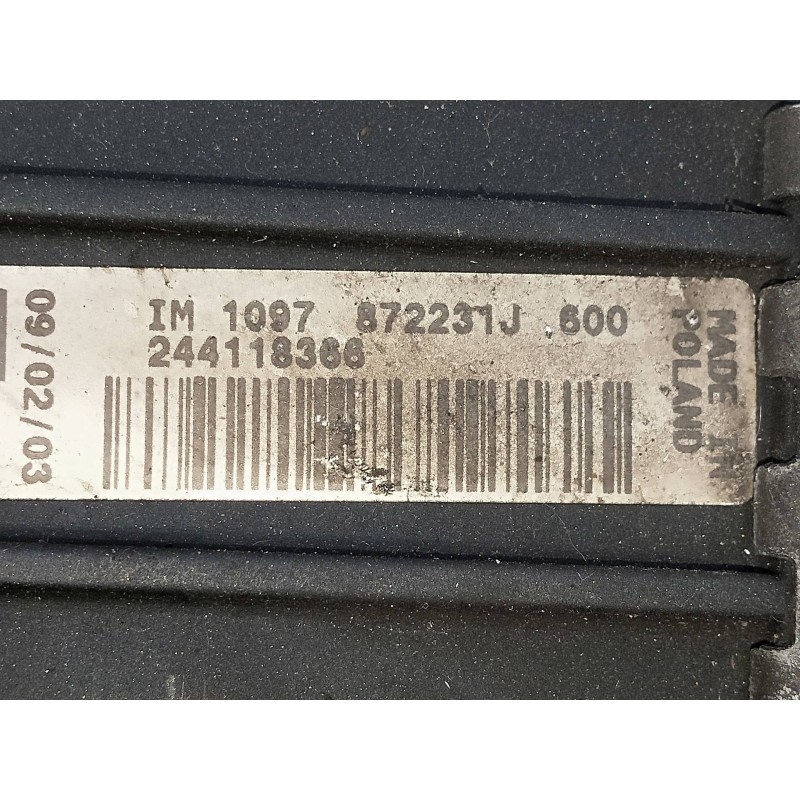 09/02/03
IM 1097 872231J 600
244118366
MADE IN
POLAND